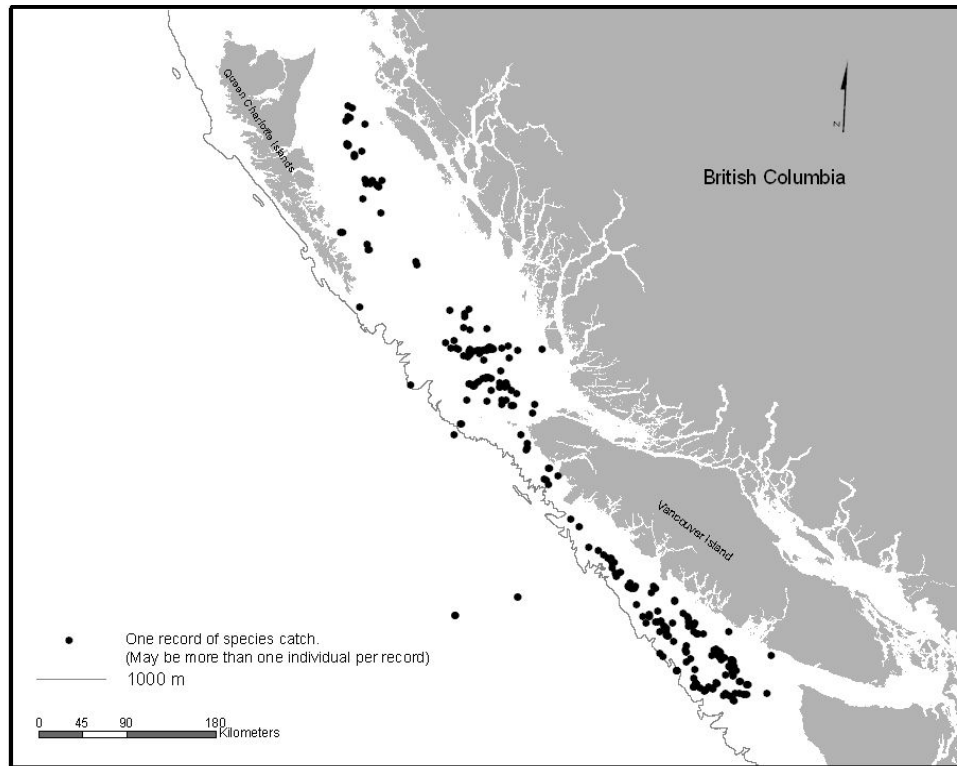 Queen Charlotte Islands
N
British Columbia
Vancouver Island
One record of species catch.
(May be more than one individual per record)
1000 m
0 45 90 180
Kilometers